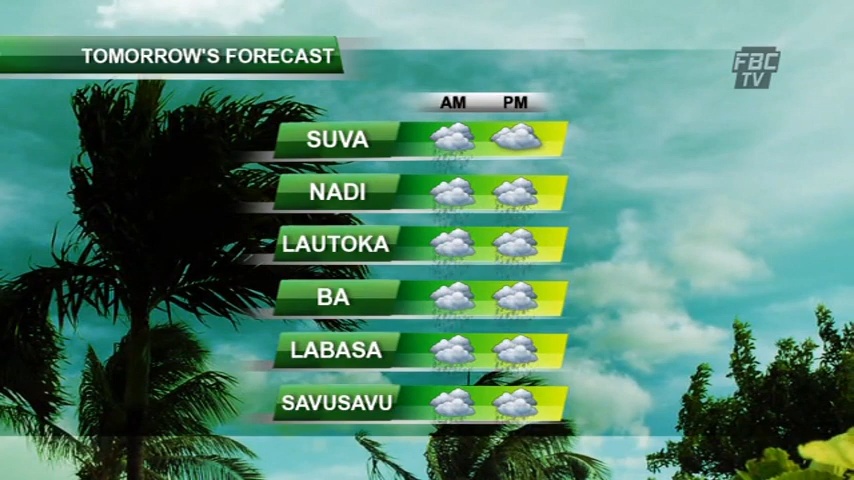 TOMORROW'S FORECAST
FBC
TV
AM PM
SUVA
NADI
LAUTOKA
BA
LABASA
SAVUSAVU